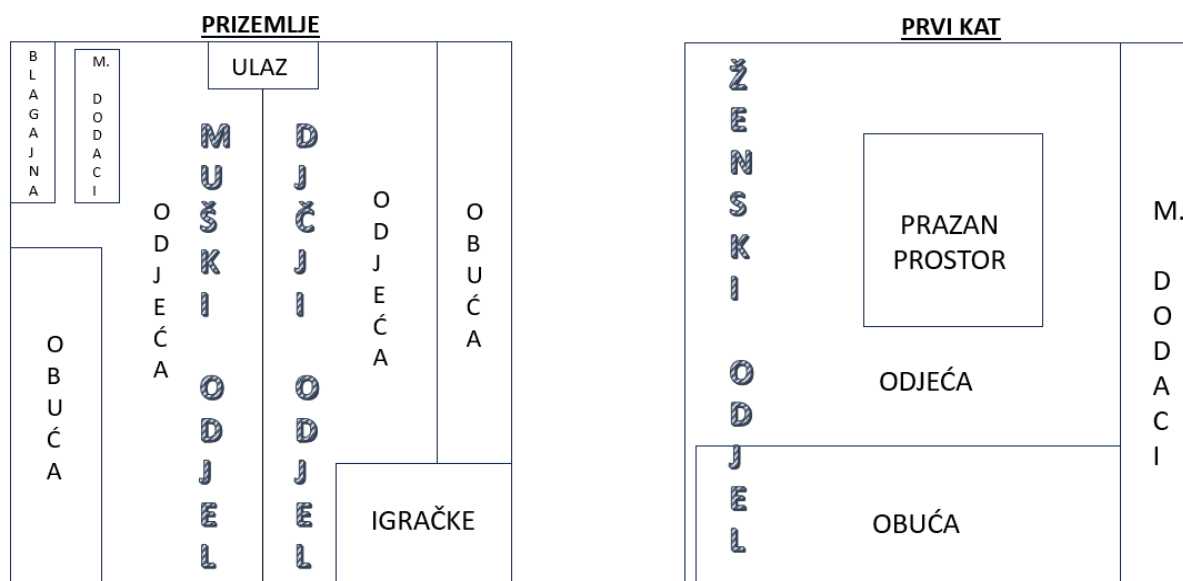 PRIZEMLJE
BLAGAJNA
M. DODACI
ULAZ
MUŠKI ODJEL
DJČJI ODJEL
ODJEĆA
ODJEĆA
OBUĆA
OBUĆA
IGRAČKE
PRVI KAT
ŽENSKI ODJEL
PRAZAN
PROSTOR
M. DODACI
ODJEĆA
OBUĆA